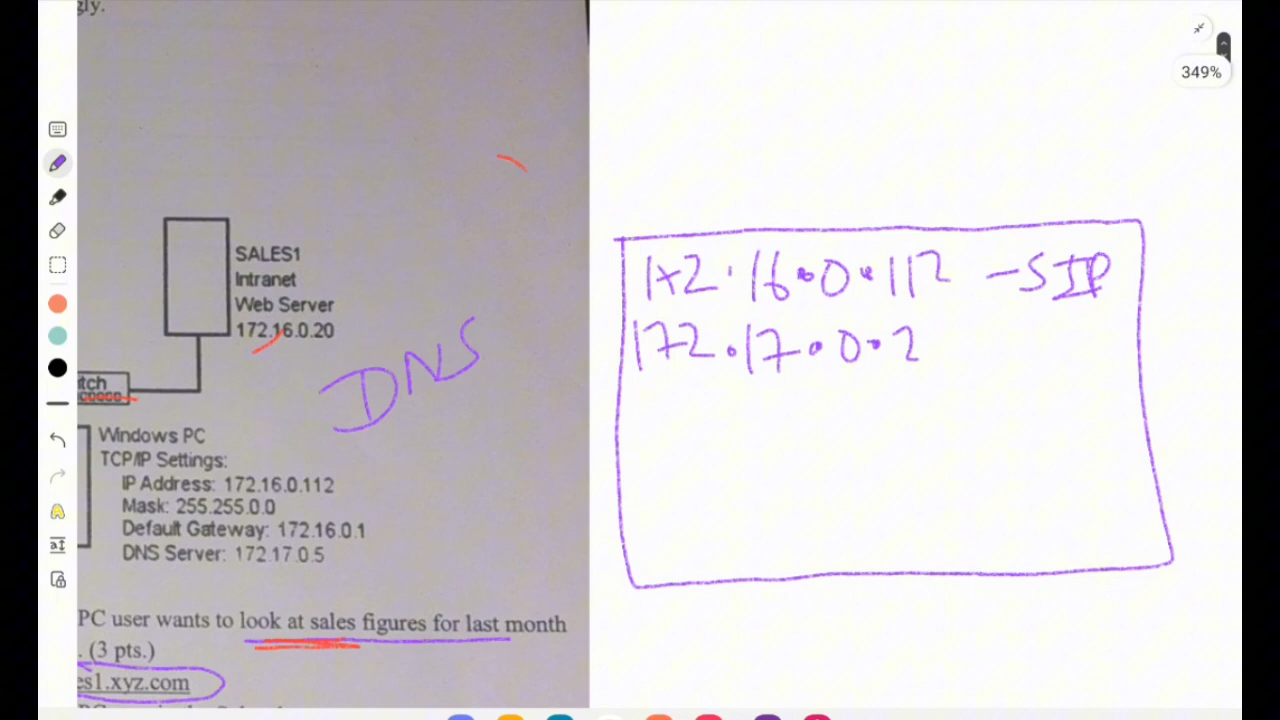 gly.
349%
SALES1
Intranet
Web Server
172.16.0.20
DNS
tch
Windows PC
TCP/IP Settings:
IP Address: 172.16.0.112
Mask: 255.255.0.0
Default Gateway: 172.16.0.1
DNS Server: 172.17.0.5
PC user wants to look at sales figures for last month
. (3 pts.)
es1.xyz.com
172.16.0.112 - SIP
172.17.0.2